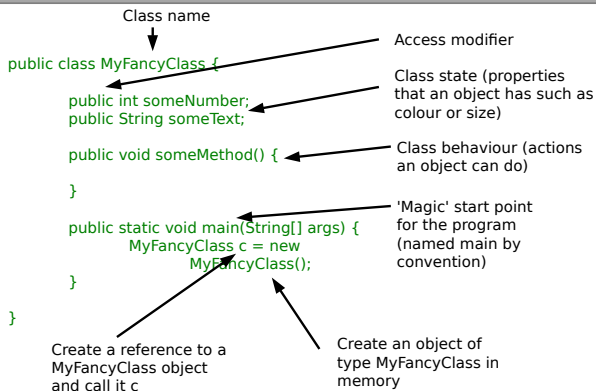 Class name
public class MyFancyClass {
Access modifier
Class state (properties
that an object has such as
colour or size)
public int someNumber;
public String someText;
Class behaviour (actions
an object can do)
public void someMethod() {
}
'Magic' start point
for the program
(named main by
convention)
public static void main(String[] args) {
MyFancyClass c = new
MyFancyClass();
}
}
Create a reference to a
MyFancyClass object
and call it c
Create an object of
type MyFancyClass in
memory